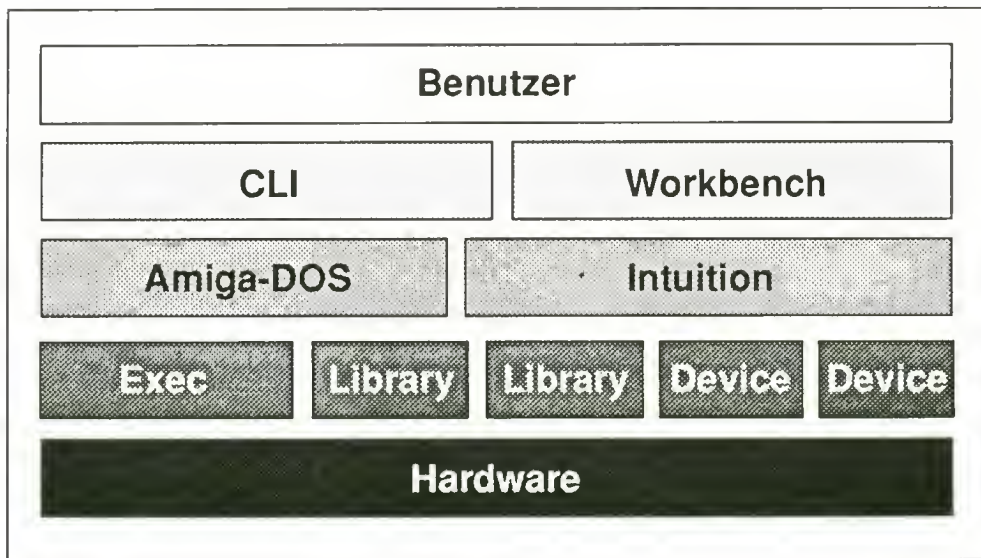 Benutzer
CLI Workbench
Amiga-DOS Intuition
Exec Library Library Device Device
Hardware